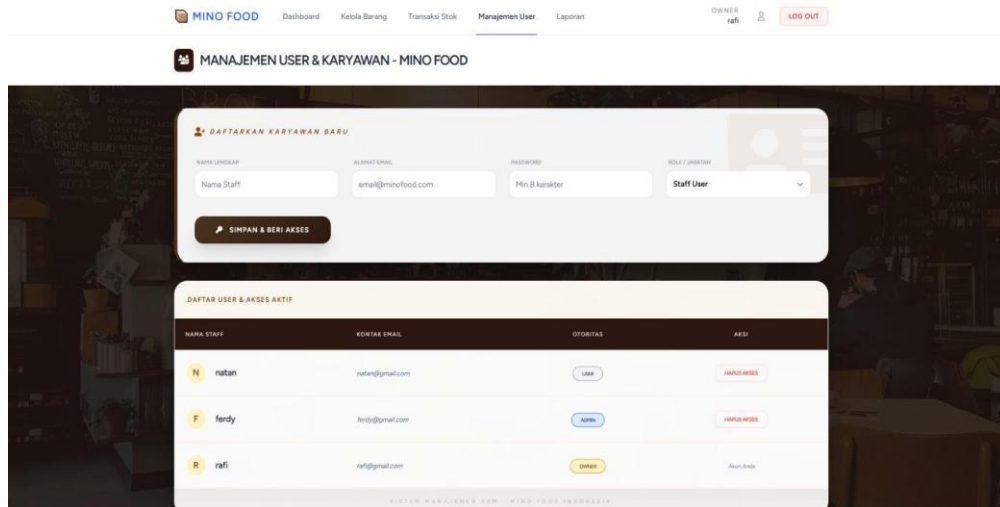 MINO FOOD Dashboard Kelola Barang Transaksi Stok Manajemen User Laporan OWNER rafi LOG OUT
MANAJEMEN USER & KARYAWAN - MINO FOOD
DAFTARKAN KARYAWAN BARU
NAMA LENGKAP ALAMAT EMAIL PASSWORD ROLE / JABATAN
Nama Staff email@minofood.com Min 8 karakter Staff User
SIMPAN & BERI AKSES
DAFTAR USER & AKSES AKTIF
NAMA STAFF KONTAK EMAIL OTORITAS AKSI
N natan natan@gmail.com USER HAPUS AKSES
F ferdy ferdy@gmail.com ADMIN HAPUS AKSES
R rafi rafi@gmail.com OWNER Akun Anda
SISTEM MANAJEMEN SDM - MINO FOOD INDONESIA